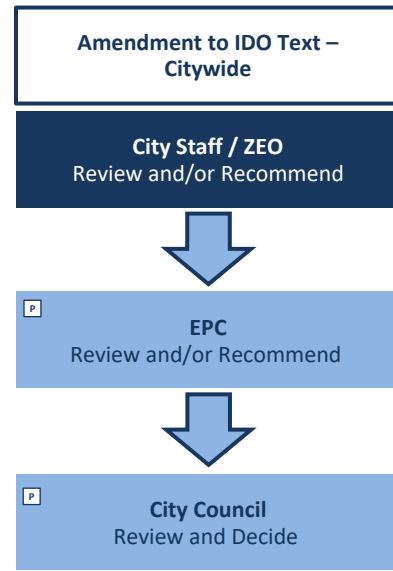 Amendment to IDO Text –
Citywide
City Staff / ZEO
Review and/or Recommend
P
EPC
Review and/or Recommend
P
City Council
Review and Decide